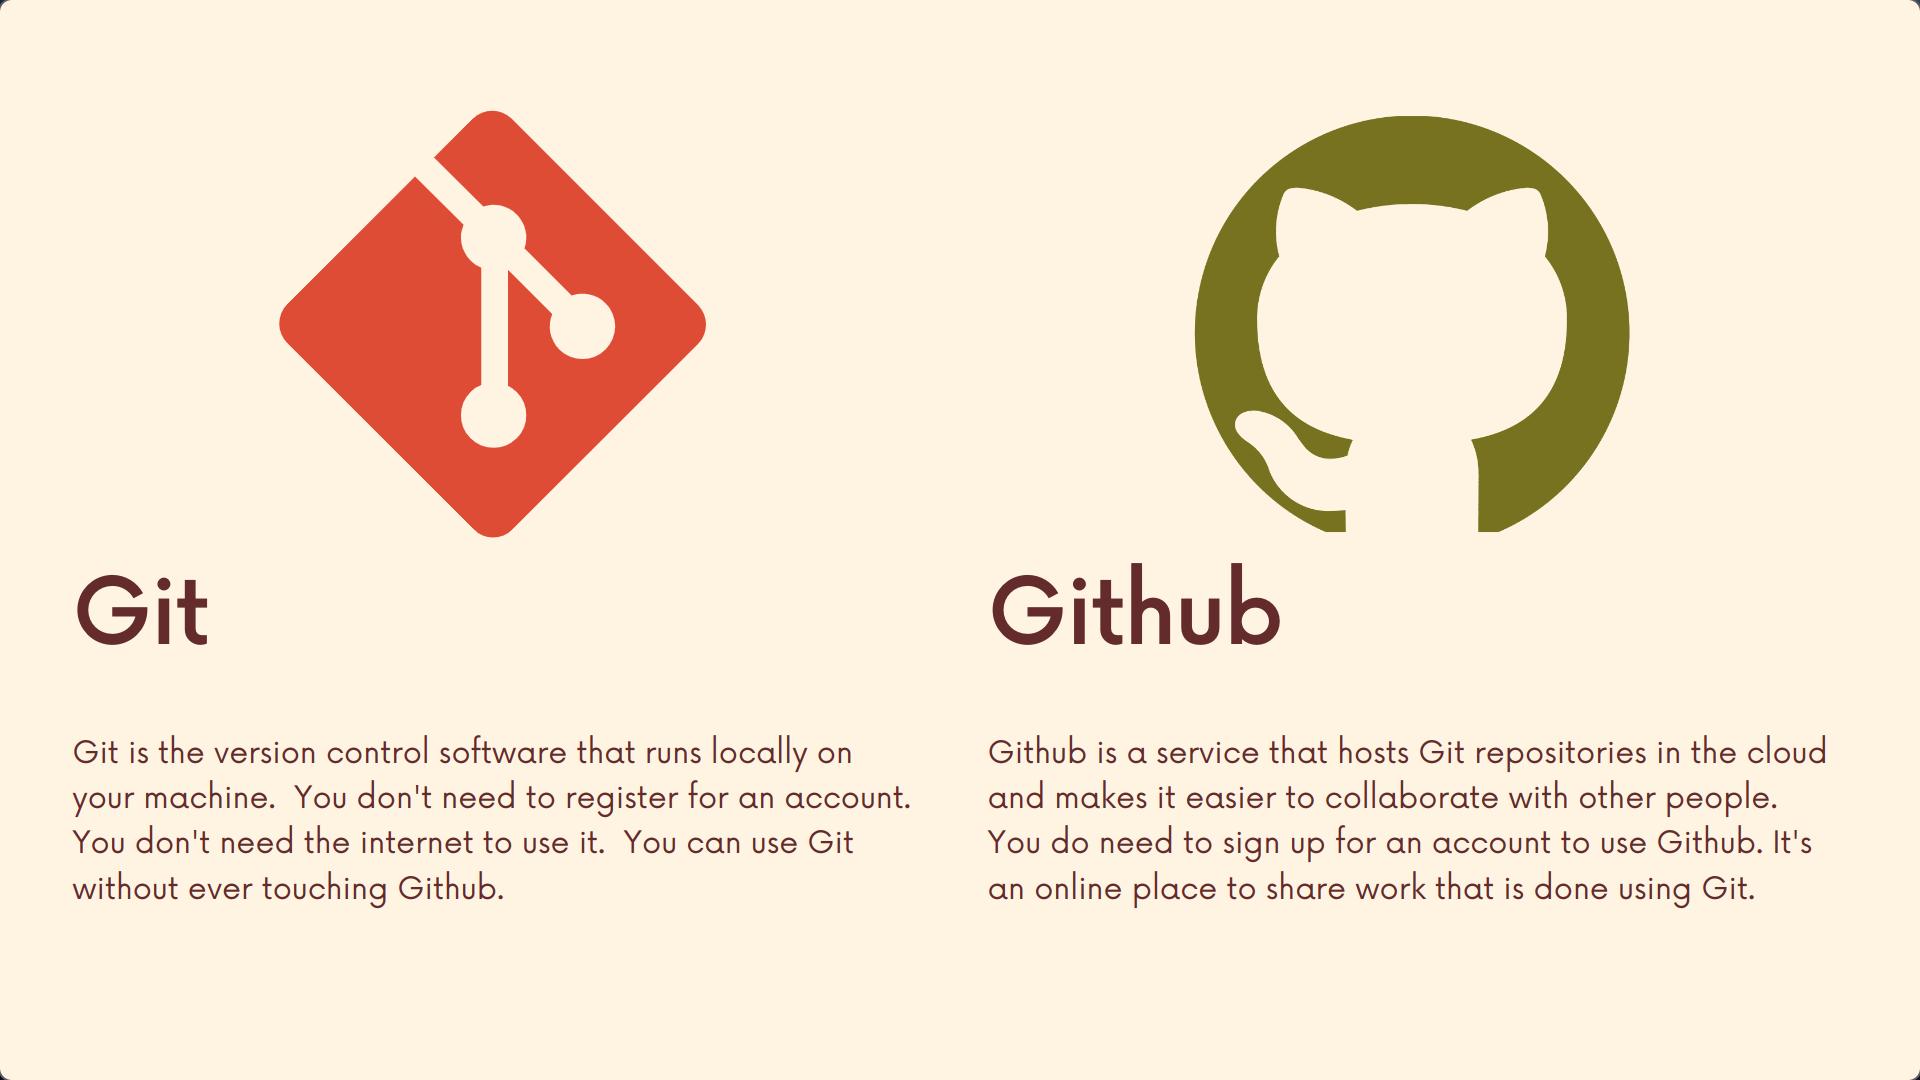 Git
Git is the version control software that runs locally on
your machine.  You don't need to register for an account.
You don't need the internet to use it.  You can use Git
without ever touching Github.
Github
Github is a service that hosts Git repositories in the cloud
and makes it easier to collaborate with other people.
You do need to sign up for an account to use Github. It's
an online place to share work that is done using Git.